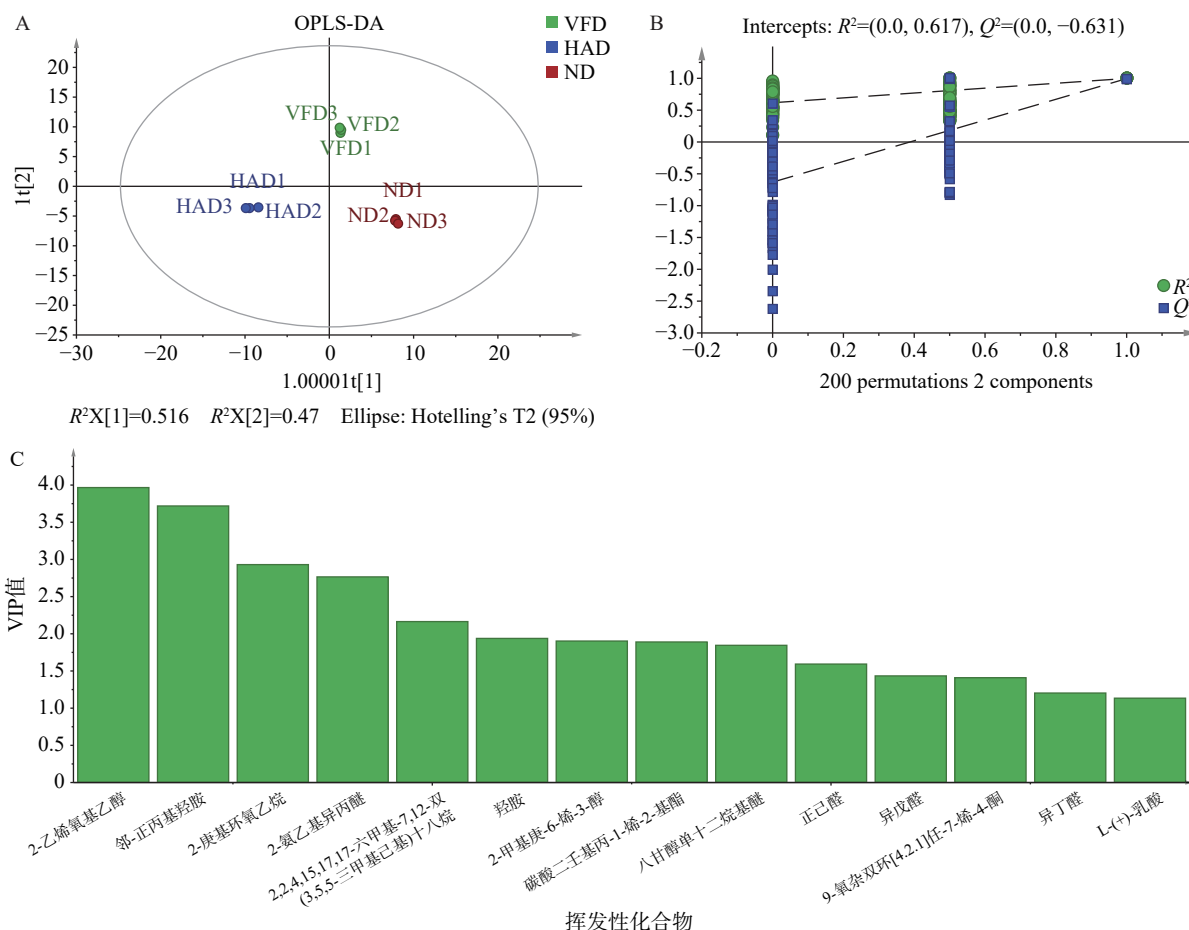 A
OPLS-DA
VFD
HAD
ND
1t[2]
20
15
10
5
0
−5
−10
−15
−20
−25
VFD3
VFD2
VFD1
HAD1
HAD3
HAD2
ND1
ND2
ND3
−30
−20
−10
0
10
20
1.00001t[1]
R²X[1]=0.516 R²X[2]=0.47 Ellipse: Hotelling’s T2 (95%)
B
Intercepts: R²=(0.0, 0.617), Q²=(0.0, −0.631)
1.0
0.5
0
−0.5
−1.0
−1.5
−2.0
−2.5
−3.0
R²
Q
−0.2
0
0.2
0.4
0.6
0.8
1.0
200 permutations 2 components
C
VIP值
4.0
3.5
3.0
2.5
2.0
1.5
1.0
0.5
0
2-乙烯氧基乙醇
邻-正丙基羟胺
2-庚基环氧乙烷
2-氨乙基异丙醚
2,2,4,15,17,17-六甲基-7,12-双
(3,5,5-三甲基己基)十八烷
羟胺
2-甲基庚-6-烯-3-醇
碳酸二壬基丙-1-烯-2-基酯
八甘醇单十二烷基醚
正己醛
异戊醛
9-氧杂双环[4.2.1]任-7-烯-4-酮
异丁醛
L-(+)-乳酸
挥发性化合物